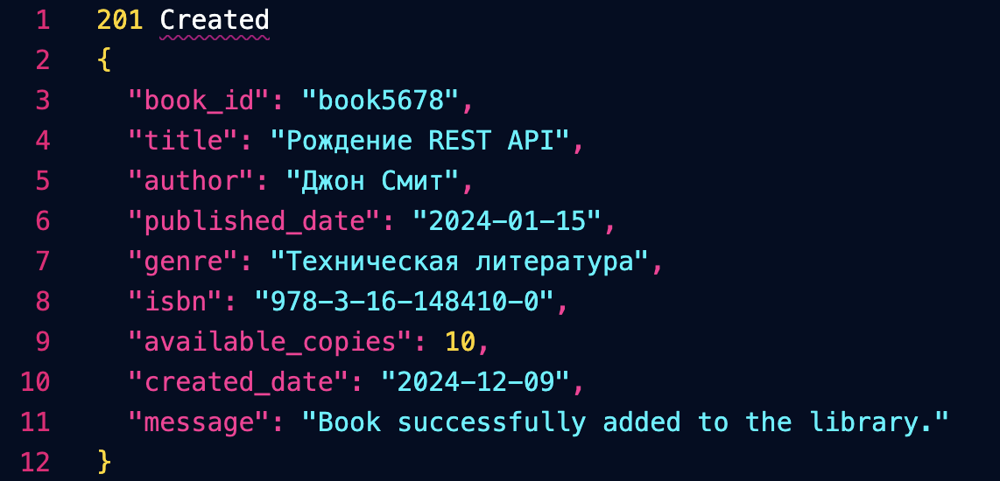 1 201 Created
2 {
3 "book_id": "book5678",
4 "title": "Рождение REST API",
5 "author": "Джон Смит",
6 "published_date": "2024-01-15",
7 "genre": "Техническая литература",
8 "isbn": "978-3-16-148410-0",
9 "available_copies": 10,
10 "created_date": "2024-12-09",
11 "message": "Book successfully added to the library."
12 }